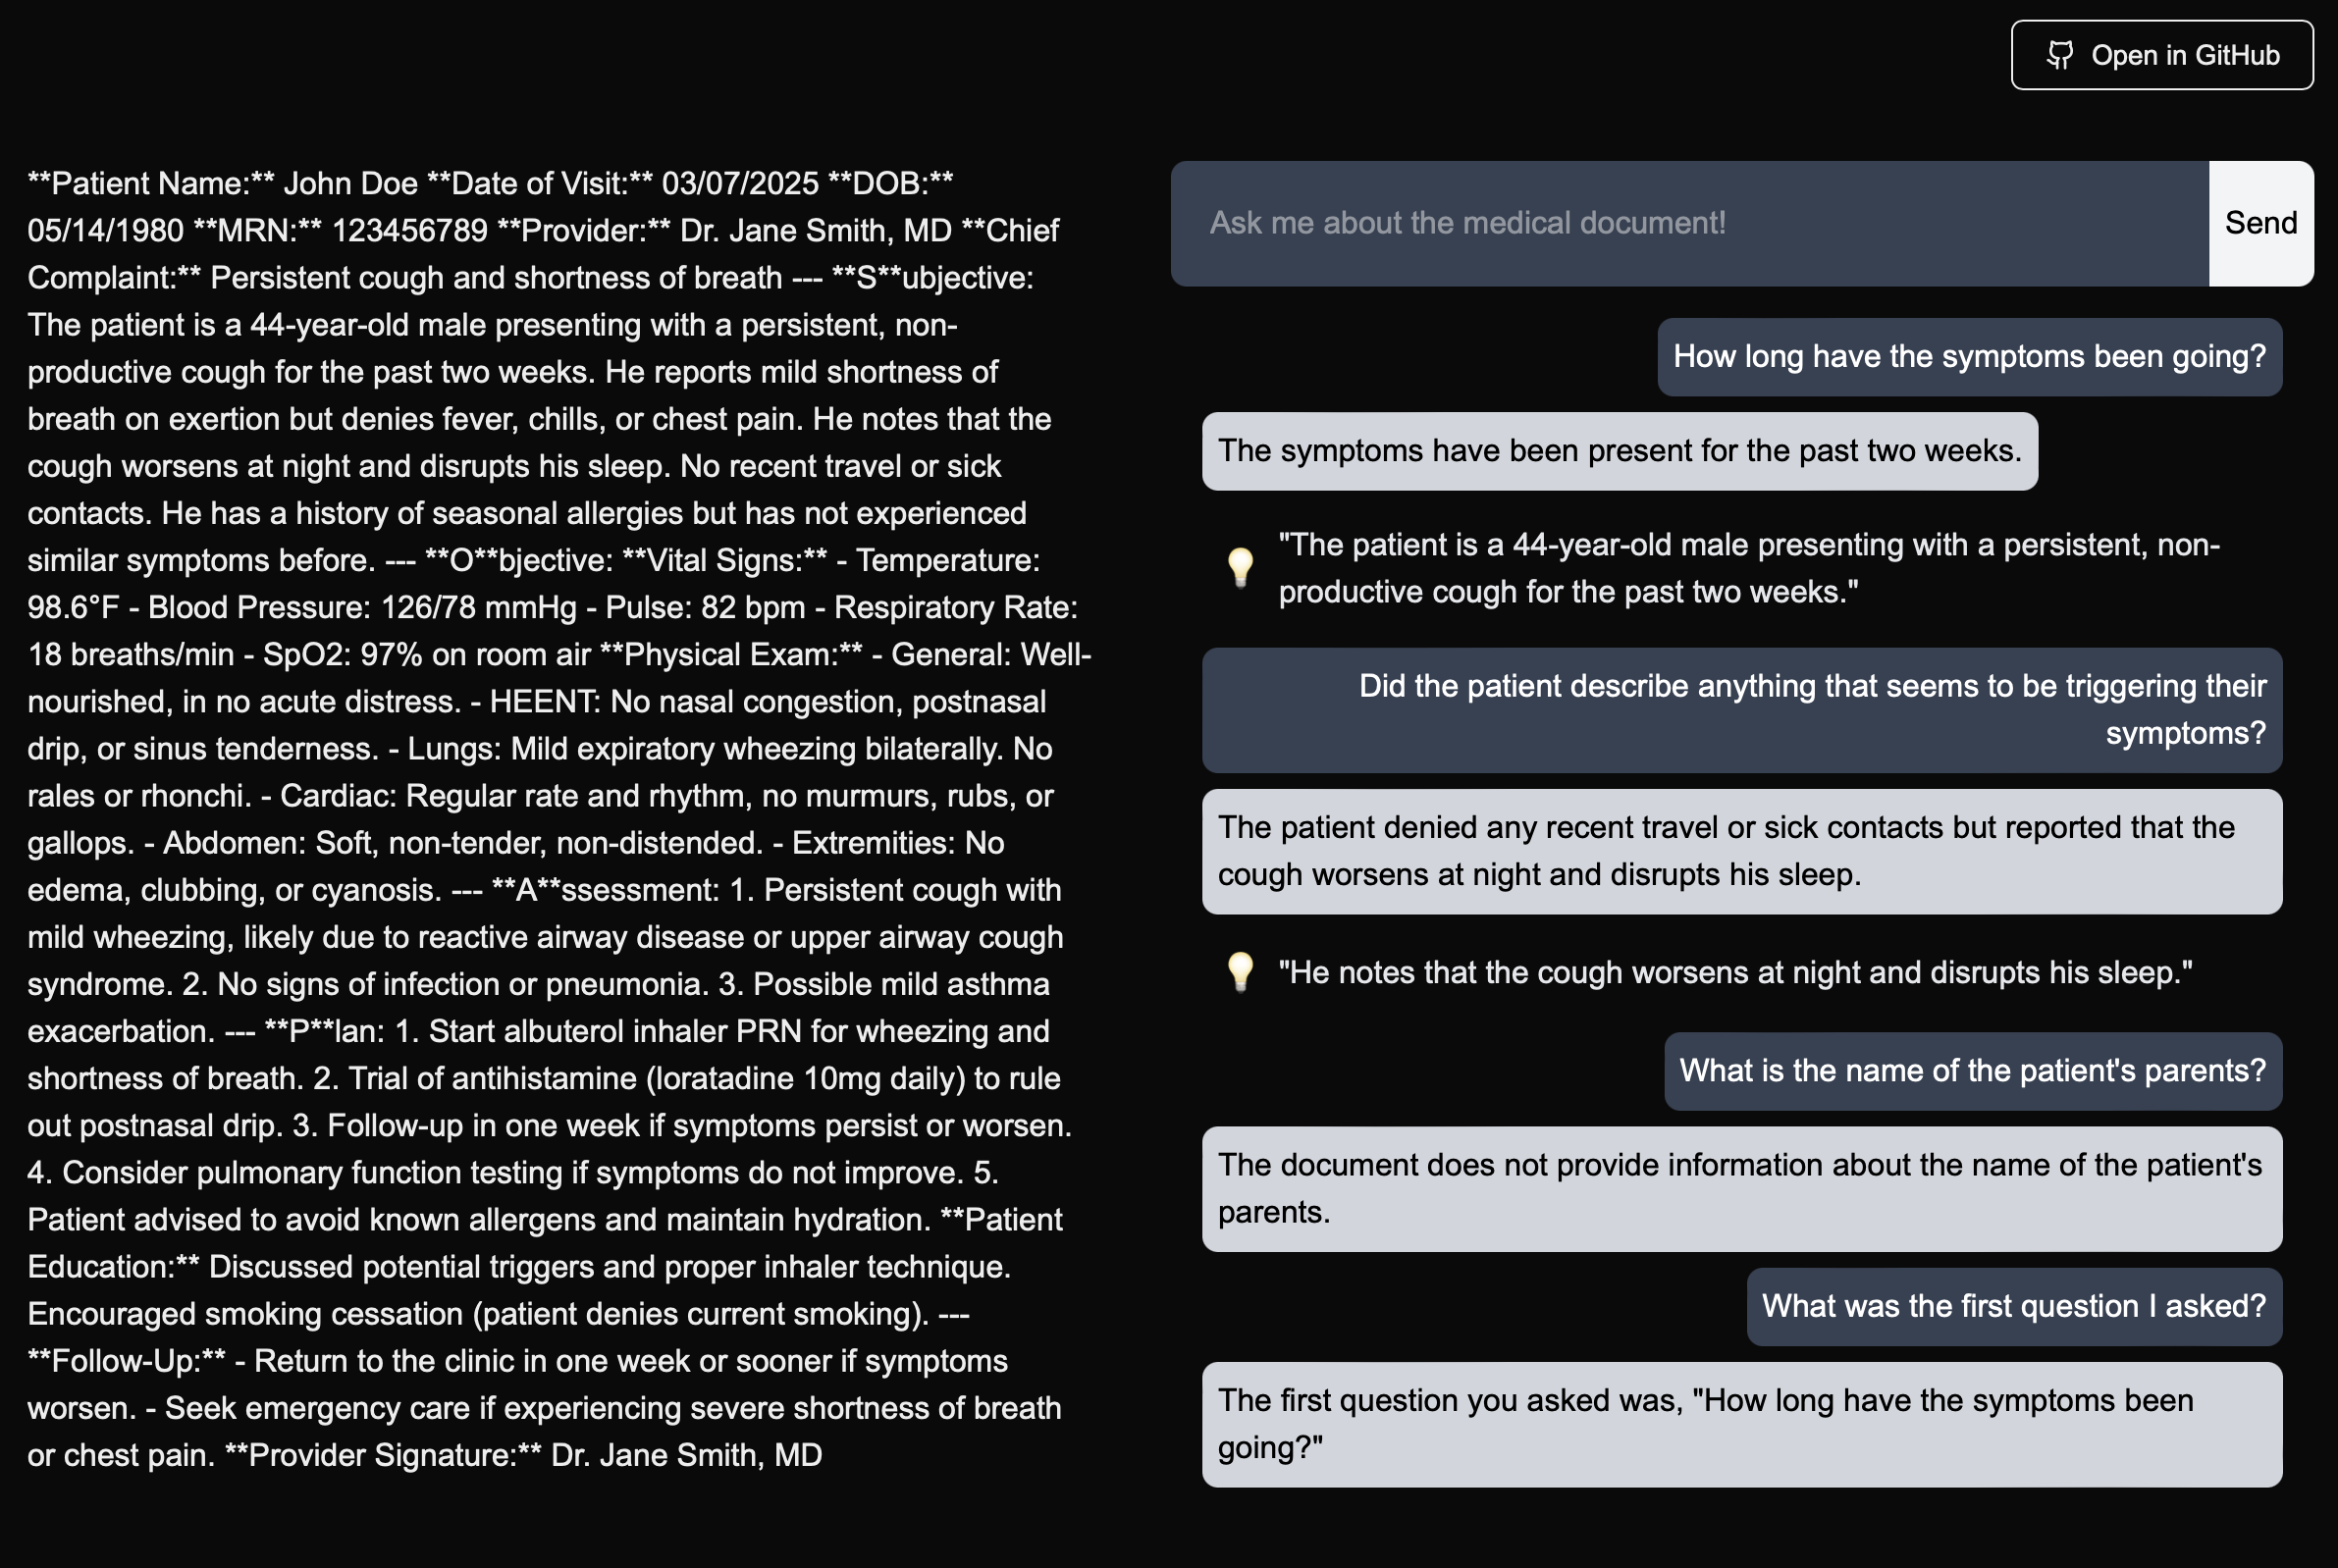 Open in GitHub
**Patient Name:** John Doe **Date of Visit:** 03/07/2025 **DOB:**
05/14/1980 **MRN:** 123456789 **Provider:** Dr. Jane Smith, MD **Chief
Complaint:** Persistent cough and shortness of breath --- **S**ubjective:
The patient is a 44-year-old male presenting with a persistent, non-
productive cough for the past two weeks. He reports mild shortness of
breath on exertion but denies fever, chills, or chest pain. He notes that the
cough worsens at night and disrupts his sleep. No recent travel or sick
contacts. He has a history of seasonal allergies but has not experienced
similar symptoms before. --- **O**bjective: **Vital Signs:** - Temperature:
98.6°F - Blood Pressure: 126/78 mmHg - Pulse: 82 bpm - Respiratory Rate:
18 breaths/min - SpO2: 97% on room air **Physical Exam:** - General: Well-
nourished, in no acute distress. - HEENT: No nasal congestion, postnasal
drip, or sinus tenderness. - Lungs: Mild expiratory wheezing bilaterally. No
rales or rhonchi. - Cardiac: Regular rate and rhythm, no murmurs, rubs, or
gallops. - Abdomen: Soft, non-tender, non-distended. - Extremities: No
edema, clubbing, or cyanosis. --- **A**ssessment: 1. Persistent cough with
mild wheezing, likely due to reactive airway disease or upper airway cough
syndrome. 2. No signs of infection or pneumonia. 3. Possible mild asthma
exacerbation. --- **P**lan: 1. Start albuterol inhaler PRN for wheezing and
shortness of breath. 2. Trial of antihistamine (loratadine 10mg daily) to rule
out postnasal drip. 3. Follow-up in one week if symptoms persist or worsen.
4. Consider pulmonary function testing if symptoms do not improve. 5.
Patient advised to avoid known allergens and maintain hydration. **Patient
Education:** Discussed potential triggers and proper inhaler technique.
Encouraged smoking cessation (patient denies current smoking). ---
**Follow-Up:** - Return to the clinic in one week or sooner if symptoms
worsen. - Seek emergency care if experiencing severe shortness of breath
or chest pain. **Provider Signature:** Dr. Jane Smith, MD
Ask me about the medical document!
Send
How long have the symptoms been going?
The symptoms have been present for the past two weeks.
"The patient is a 44-year-old male presenting with a persistent, non-
productive cough for the past two weeks."
Did the patient describe anything that seems to be triggering their
symptoms?
The patient denied any recent travel or sick contacts but reported that the
cough worsens at night and disrupts his sleep.
"He notes that the cough worsens at night and disrupts his sleep."
What is the name of the patient's parents?
The document does not provide information about the name of the patient's
parents.
What was the first question I asked?
The first question you asked was, "How long have the symptoms been
going?"